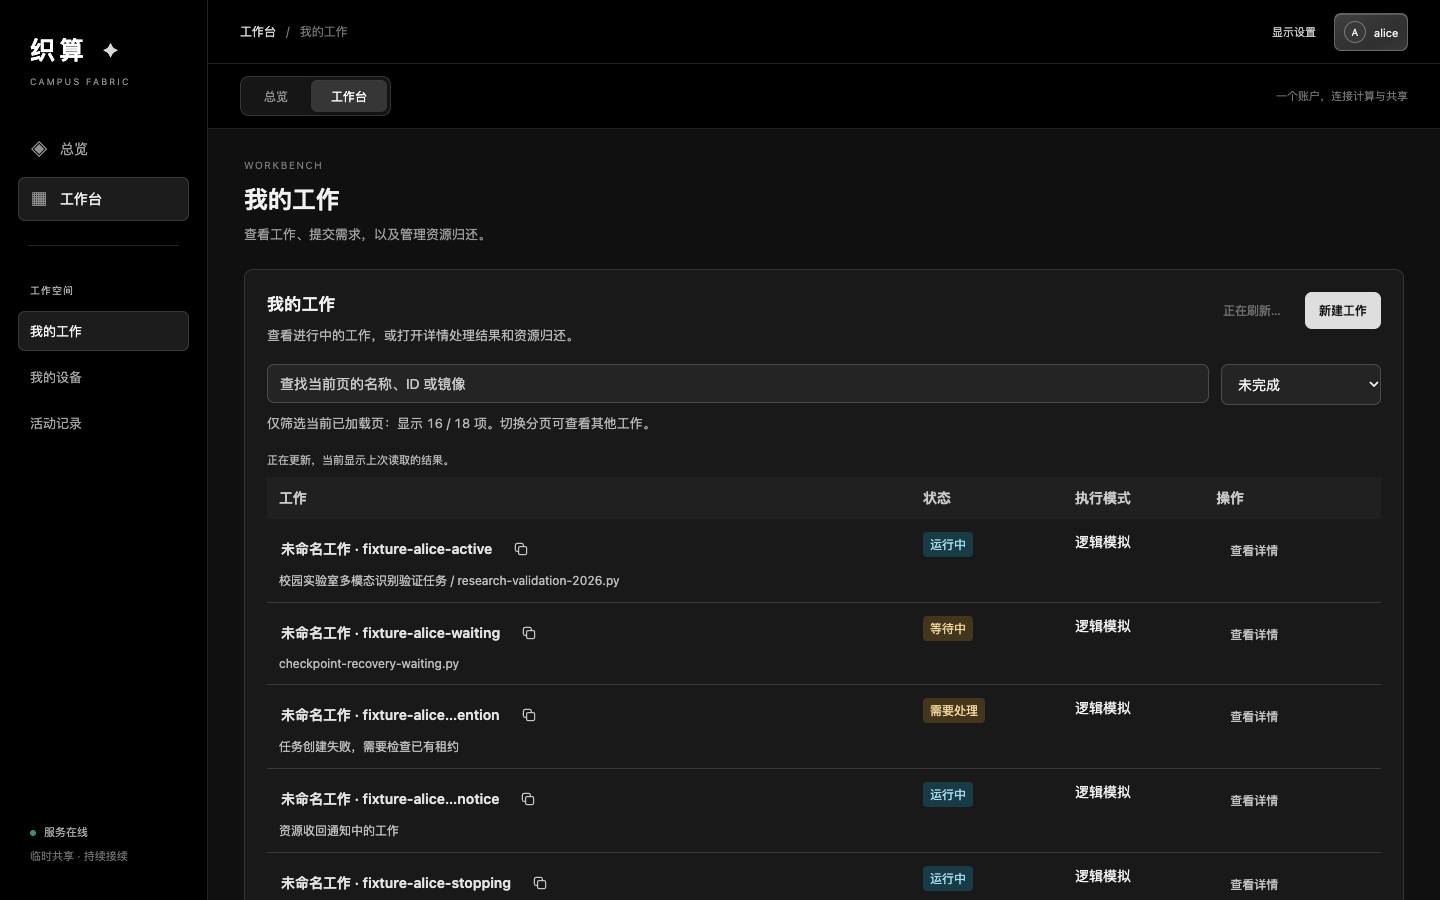 织算
CAMPUS FABRIC
总览
工作台
工作空间
我的工作
我的设备
活动记录
服务在线
临时共享 · 持续接续
工作台 / 我的工作
显示设置
A alice
总览 工作台
一个账户，连接计算与共享
WORKBENCH
我的工作
查看工作、提交需求，以及管理资源归还。
我的工作
查看进行中的工作，或打开详情处理结果和资源归还。
正在刷新...
新建工作
查找当前页的名称、ID 或镜像
未完成
仅筛选当前已加载页：显示 16 / 18 项。切换分页可查看其他工作。
正在更新，当前显示上次读取的结果。
工作 状态 执行模式 操作
未命名工作 · fixture-alice-active 运行中 逻辑模拟 查看详情
校园实验室多模态识别验证任务 / research-validation-2026.py
未命名工作 · fixture-alice-waiting 等待中 逻辑模拟 查看详情
checkpoint-recovery-waiting.py
未命名工作 · fixture-alice...ention 需要处理 逻辑模拟 查看详情
任务创建失败，需要检查已有租约
未命名工作 · fixture-alice...notice 运行中 逻辑模拟 查看详情
资源收回通知中的工作
未命名工作 · fixture-alice-stopping 运行中 逻辑模拟 查看详情